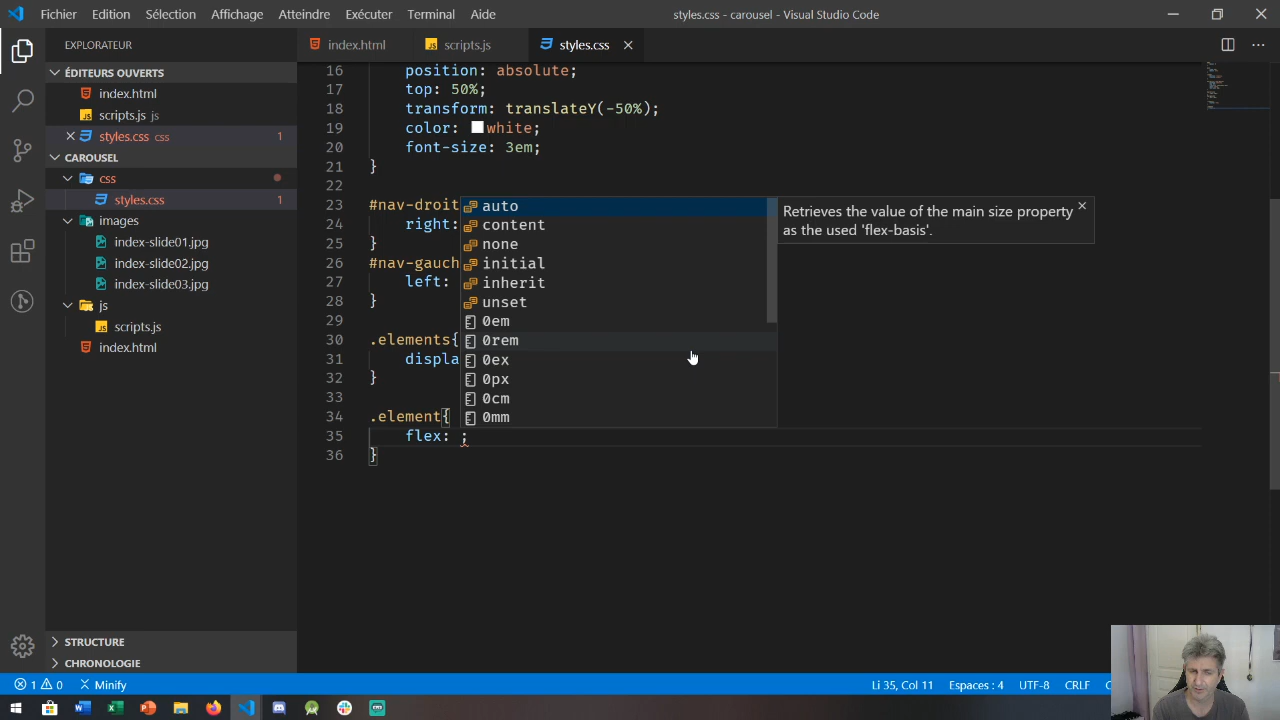 Fichier Edition Sélection Affichage Atteindre Exécuter Terminal Aide
styles.css - carousel - Visual Studio Code
EXPLORATEUR
ÉDITEURS OUVERTS
index.html
scripts.js js
styles.css css 1
CAROUSEL
css
styles.css 1
images
index-slide01.jpg
index-slide02.jpg
index-slide03.jpg
js
scripts.js
index.html
STRUCTURE
CHRONOLOGIE
index.html scripts.js styles.css
16 position: absolute;
17 top: 50%;
18 transform: translateY(-50%);
19 color: white;
20 font-size: 3em;
21 }
22
23 #nav-droit
24 right:
25 }
26 #nav-gauch
27 left:
28 }
29
30 .elements{
31 displa
32 }
33
34 .element{
35 flex: ;
36 }
auto
content
none
initial
inherit
unset
0em
0rem
0ex
0px
0cm
0mm
Retrieves the value of the main size property
as the used 'flex-basis'.
1 0 Minify
Li 35, Col 11 Espaces : 4 UTF-8 CRLF